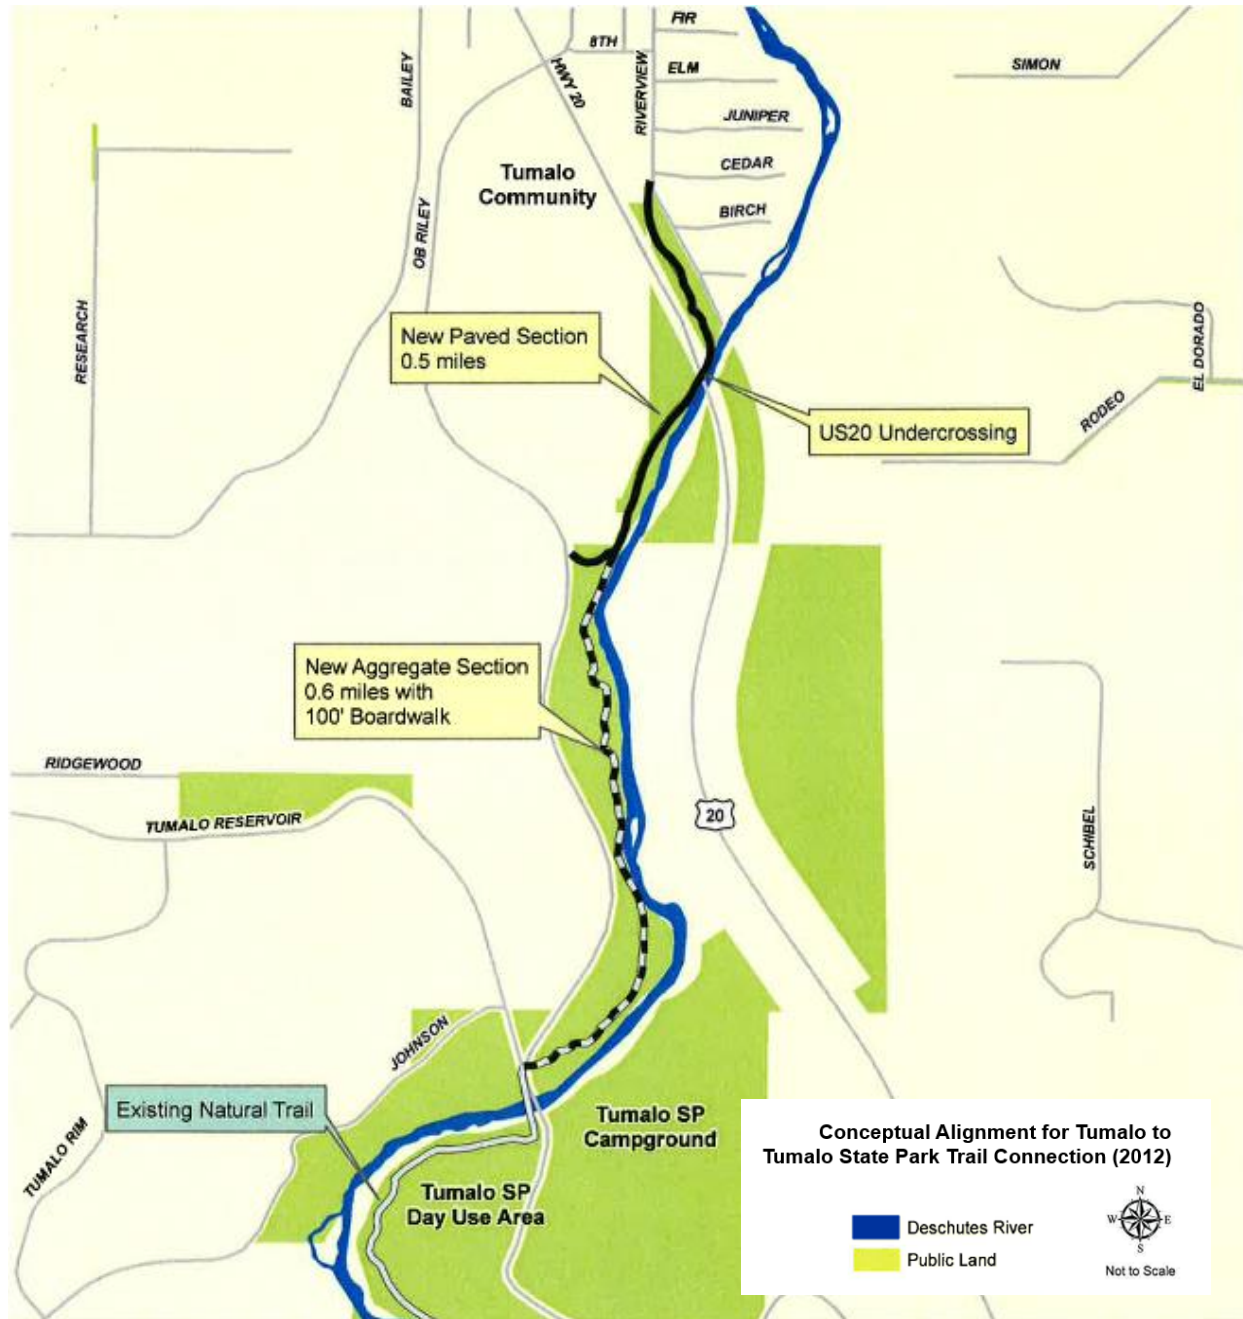 FIR
8TH
ELM
SIMON
BAILEY
HWY 20
RIVERVIEW
JUNIPER
CEDAR
Tumalo
Community
BIRCH
OB RILEY
RESEARCH
New Paved Section
0.5 miles
EL DORADO
RODEO
US20 Undercrossing
New Aggregate Section
0.6 miles with
100' Boardwalk
RIDGEWOOD
TUMALO RESERVOIR
20
SCHIBEL
JOHNSON
Existing Natural Trail
TUMALO RIM
Tumalo SP
Campground
Tumalo SP
Day Use Area
Conceptual Alignment for Tumalo to
Tumalo State Park Trail Connection (2012)
Deschutes River
Public Land
N
W E
S
Not to Scale